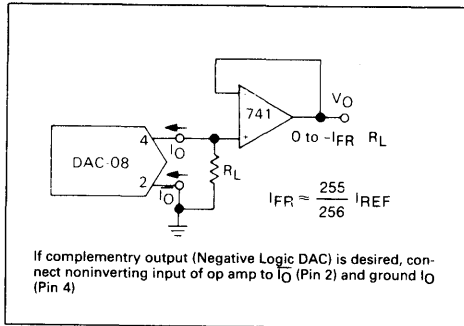 741
VO
0 to -IFR RL
4
IO
DAC-08
RL
2
IO
IFR ≈ 255/256 IREF
If complementry output (Negative Logic DAC) is desired, con-
nect noninverting input of op amp to IO (Pin 2) and ground IO
(Pin 4)